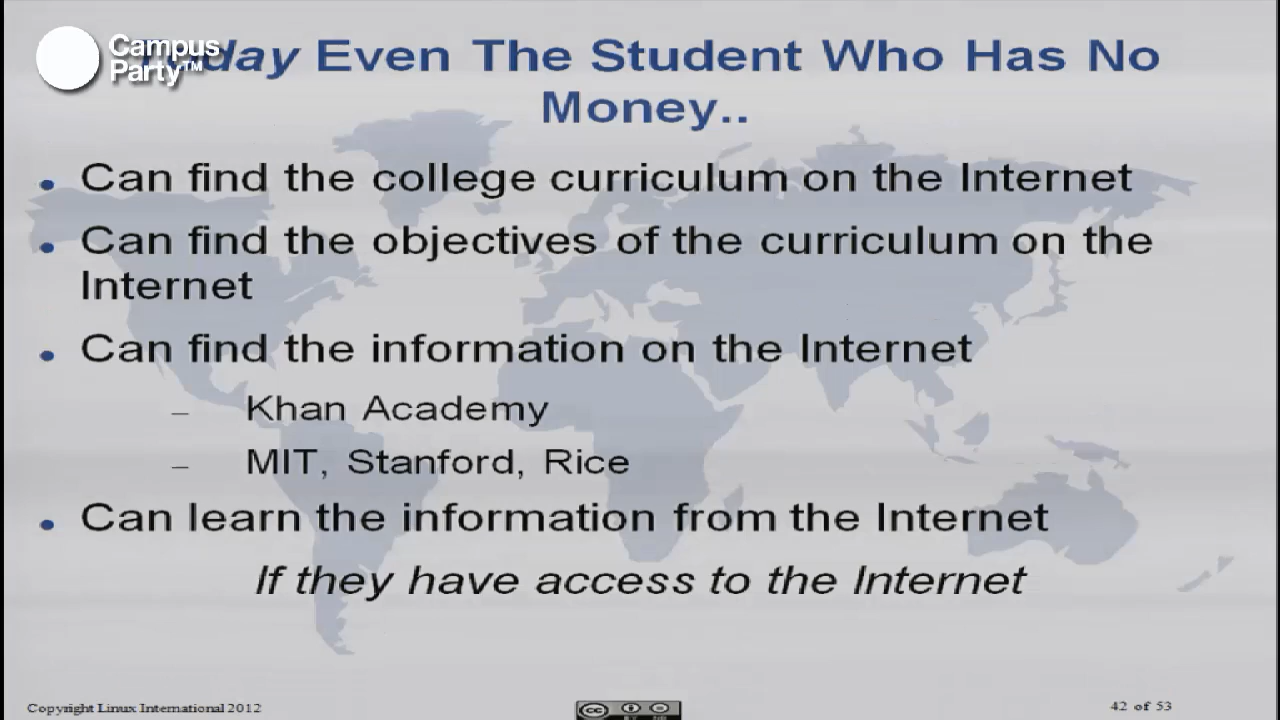 Campus
Party™
Today Even The Student Who Has No
Money..
• Can find the college curriculum on the Internet
• Can find the objectives of the curriculum on the
Internet
• Can find the information on the Internet
– Khan Academy
– MIT, Stanford, Rice
• Can learn the information from the Internet
If they have access to the Internet
Copyright Linux International 2012
cc
42 of 53